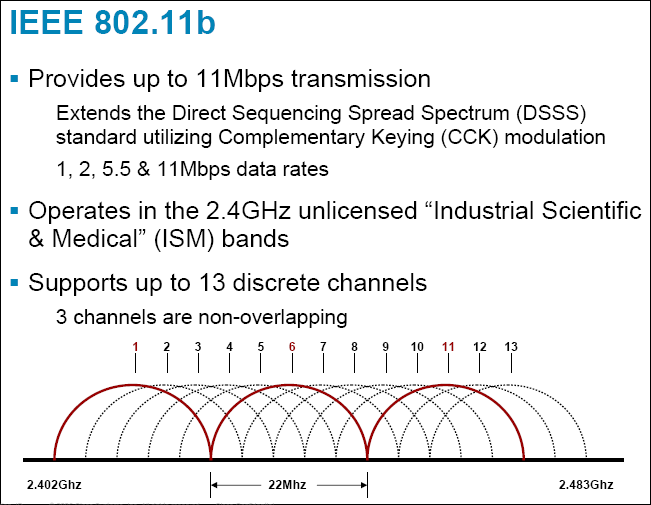 IEEE 802.11b
Provides up to 11Mbps transmission
Extends the Direct Sequencing Spread Spectrum (DSSS)
standard utilizing Complementary Keying (CCK) modulation
1, 2, 5.5 & 11Mbps data rates
Operates in the 2.4GHz unlicensed “Industrial Scientific
& Medical” (ISM) bands
Supports up to 13 discrete channels
3 channels are non-overlapping
1 2 3 4 5 6 7 8 9 10 11 12 13
2.402Ghz 22Mhz 2.483Ghz